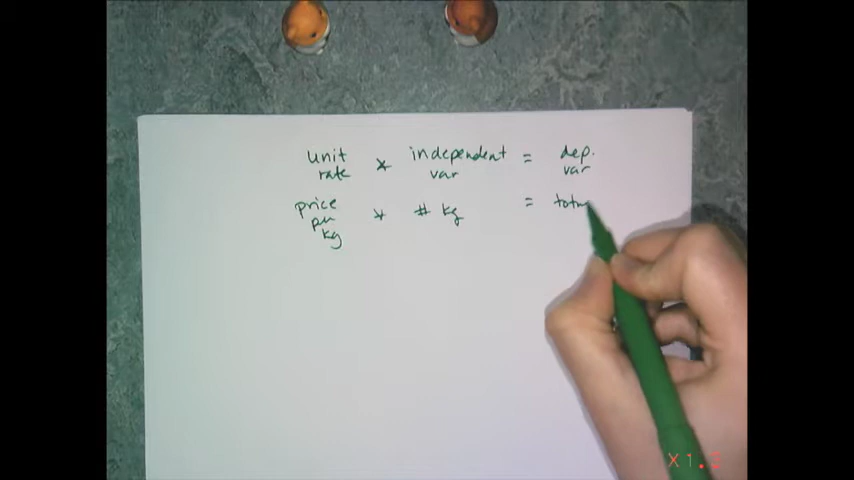 unit rate * independent var = dep. var
price per kg * # kg =